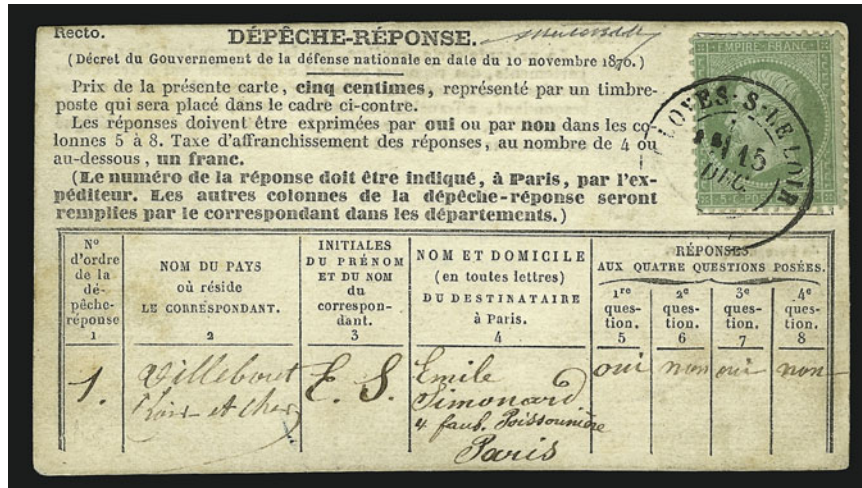 Recto.
DÉPÊCHE-RÉPONSE.
(Décret du Gouvernement de la défense nationale en date du 10 novembre 1870.)
Prix de la présente carte, cinq centimes, représenté par un timbre-
poste qui sera placé dans le cadre ci-contre.
Les réponses doivent être exprimées par oui ou par non dans les co-
lonnes 5 à 8. Taxe d'affranchissement des réponses, au nombre de 4 ou
au-dessous, un franc.
(Le numéro de la réponse doit être indiqué, à Paris, par l'ex-
péditeur. Les autres colonnes de la dépêche-réponse seront
remplies par le correspondant dans les départements.)
EMPIRE FRANC
CLOYES-S-LE LOIR
15
DEC
N°
d'ordre
de la
dé-
pêche-
réponse
1
NOM DU PAYS
où réside
LE CORRESPONDANT.
2
INITIALES
DU PRÉNOM
ET DU NOM
du
correspon-
dant.
3
NOM ET DOMICILE
(en toutes lettres)
DU DESTINATAIRE
à Paris.
4
RÉPONSES
AUX QUATRE QUESTIONS POSÉES.
1re
ques-
tion.
5
2e
ques-
tion.
6
3e
ques-
tion.
7
4e
ques-
tion.
8
1.
Villebout
Loir et Cher
E. S.
Emile
Simonard
4 faub. Poissonnière
Paris
oui
non
oui
non